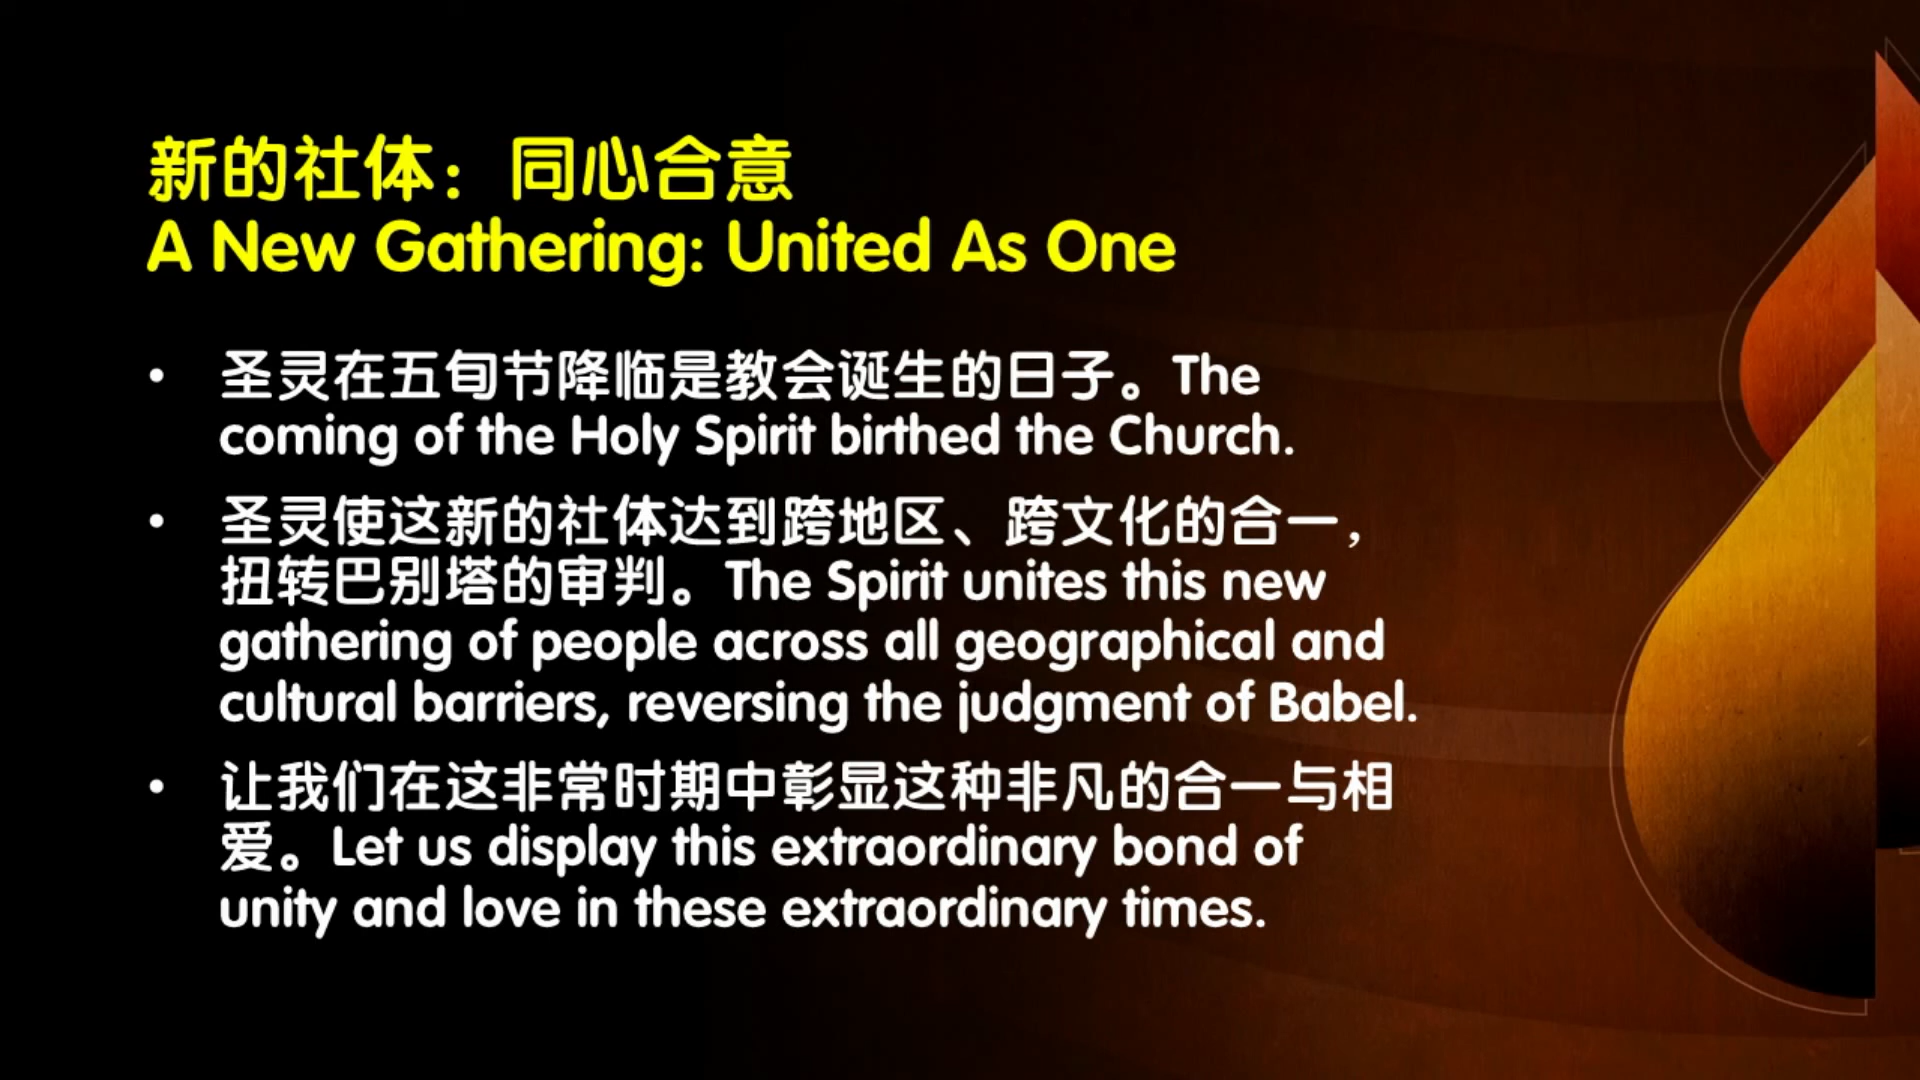 新的社体：同心合意
A New Gathering: United As One
• 圣灵在五旬节降临是教会诞生的日子。The
coming of the Holy Spirit birthed the Church.
• 圣灵使这新的社体达到跨地区、跨文化的合一，
扭转巴别塔的审判。The Spirit unites this new
gathering of people across all geographical and
cultural barriers, reversing the judgment of Babel.
• 让我们在这非常时期中彰显这种非凡的合一与相
爱。Let us display this extraordinary bond of
unity and love in these extraordinary times.